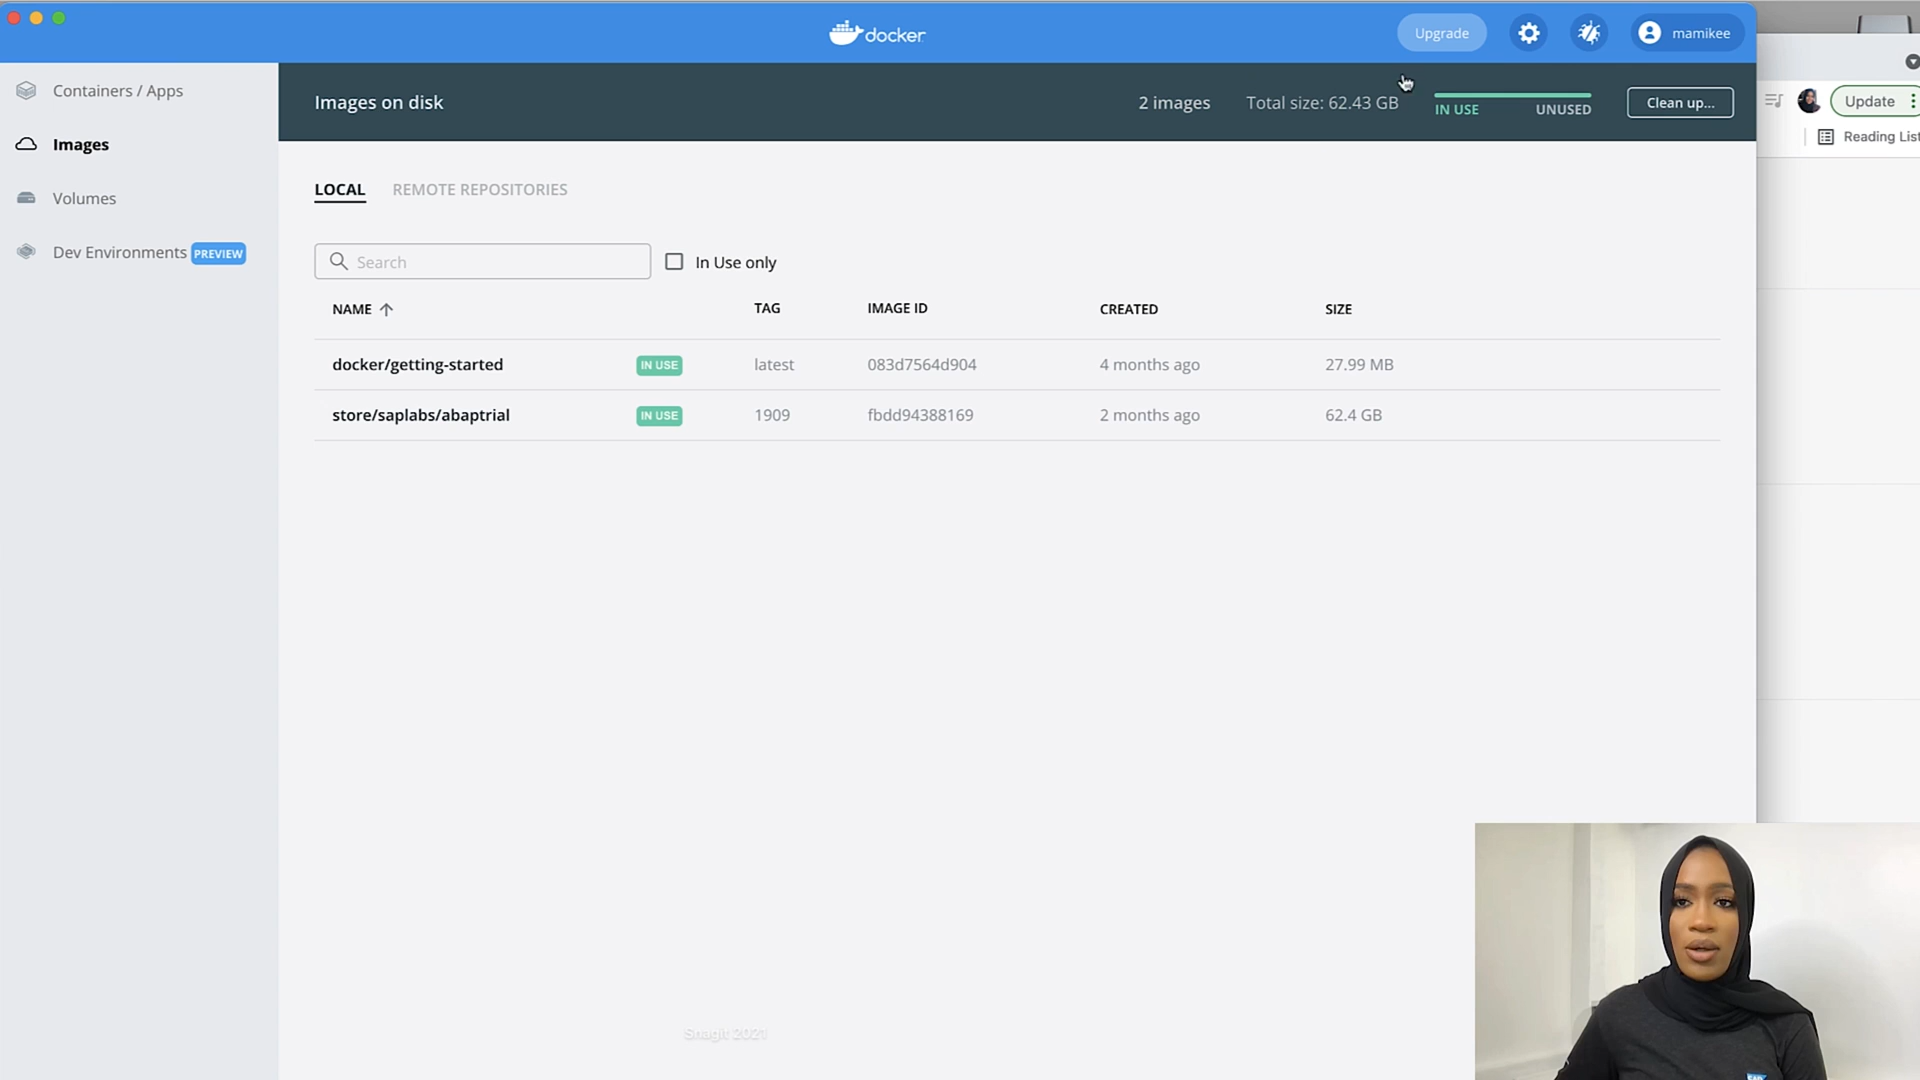 docker
Upgrade
mamikee
Containers / Apps
Images
Volumes
Dev Environments PREVIEW
Images on disk
2 images
Total size: 62.43 GB
IN USE
UNUSED
Clean up...
Update
Reading List
LOCAL
REMOTE REPOSITORIES
Search
In Use only
NAME TAG IMAGE ID CREATED SIZE
docker/getting-started IN USE latest 083d7564d904 4 months ago 27.99 MB
store/saplabs/abaptrial IN USE 1909 fbdd94388169 2 months ago 62.4 GB
Snagit 2021
SAP